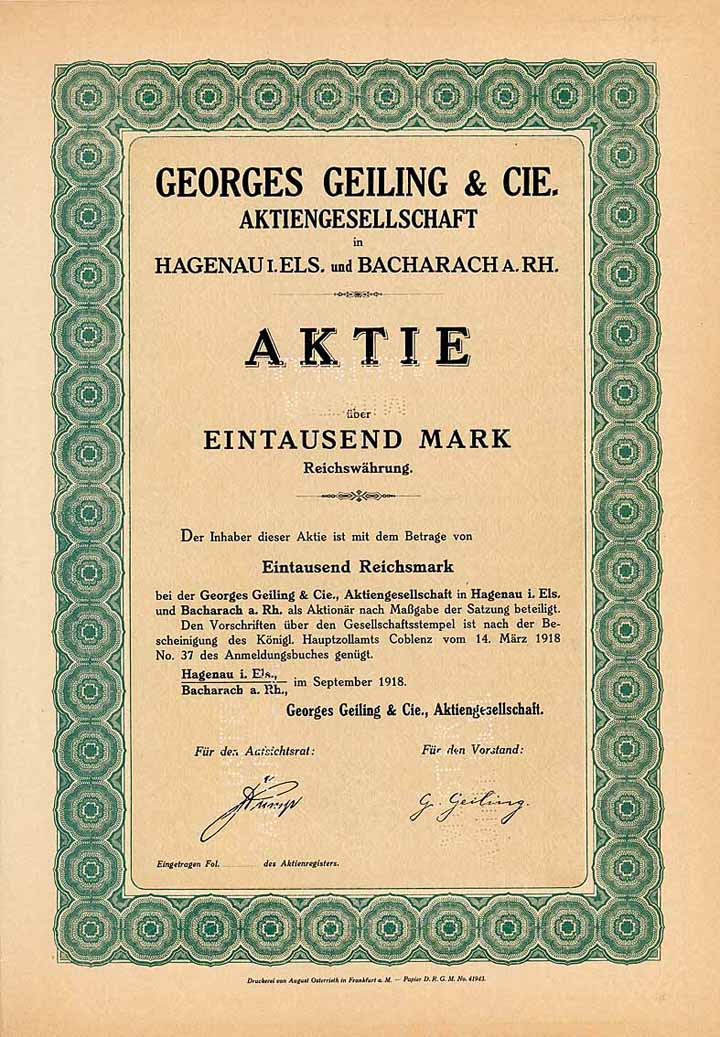 GEORGES GEILING & CIE.
AKTIENGESELLSCHAFT
in
HAGENAU I. ELS. und BACHARACH A. RH.
AKTIE
über
EINTAUSEND MARK
Reichswährung.
Der Inhaber dieser Aktie ist mit dem Betrage von
Eintausend Reichsmark
bei der Georges Geiling & Cie., Aktiengesellschaft in Hagenau i. Els.
und Bacharach a. Rh. als Aktionär nach Maßgabe der Satzung beteiligt.
Den Vorschriften über den Gesellschaftsstempel ist nach der Be-
scheinigung des Königl. Hauptzollamts Coblenz vom 14. März 1918
No. 37 des Anmeldungsbuches genügt.
Hagenau i. Els.,
Bacharach a. Rh., im September 1918.
Georges Geiling & Cie., Aktiengesellschaft.
Für den Aufsichtsrat: Für den Vorstand:
G. Geiling.
Eingetragen Fol. des Aktienregisters.
Druckerei von August Osterrieth in Frankfurt a. M. — Papier D. R. G. M. No. 41943.